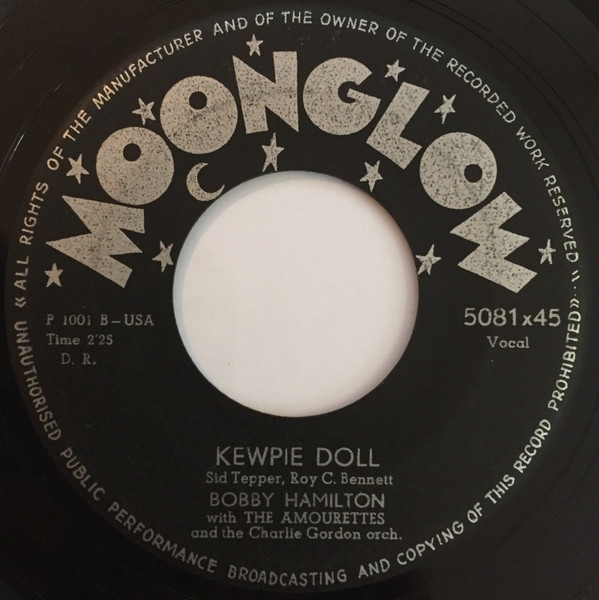 «ALL RIGHTS OF THE MANUFACTURER AND OF THE OWNER OF THE RECORDED WORK RESERVED
UNAUTHORISED PUBLIC PERFORMANCE BROADCASTING AND COPYING OF THIS RECORD PROHIBITED»
MOONGLOW
P 1001 B-USA
Time 2'25
D. R.
5081x45
Vocal
KEWPIE DOLL
Sid Tepper, Roy C. Bennett
BOBBY HAMILTON
with THE AMOURETTES
and the Charlie Gordon orch.